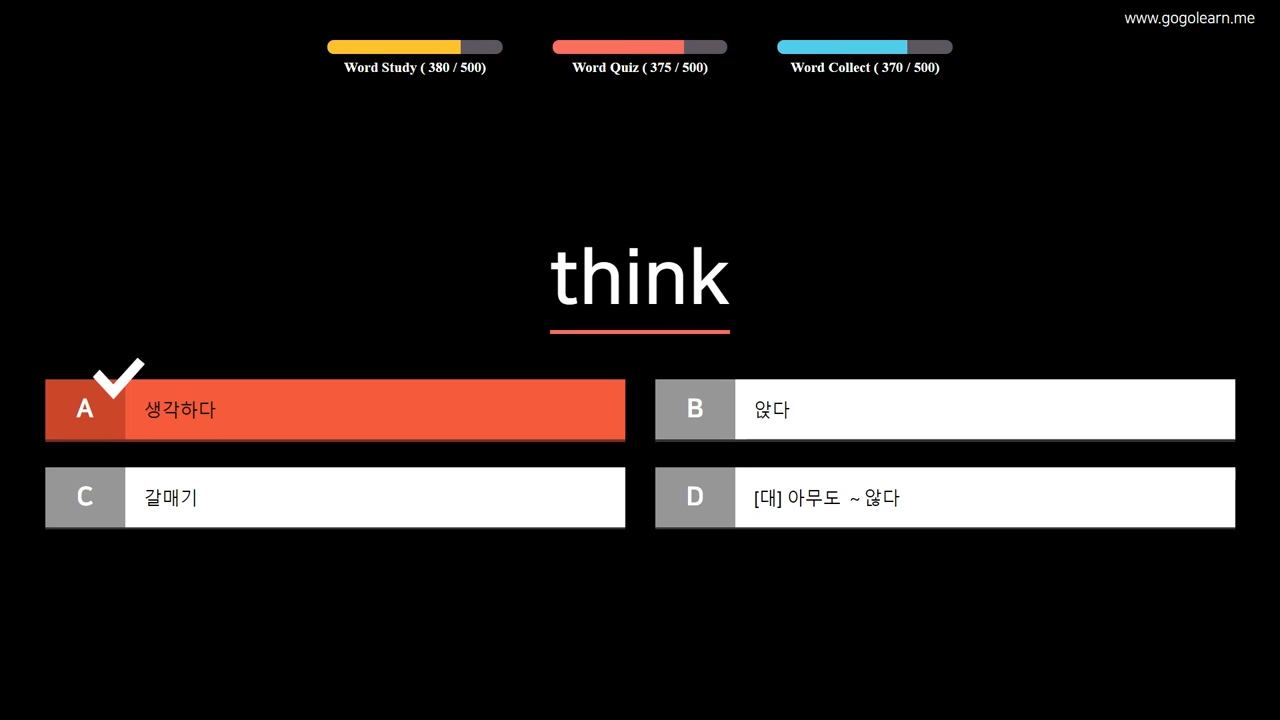 www.gogolearn.me
Word Study ( 380 / 500)
Word Quiz ( 375 / 500)
Word Collect ( 370 / 500)
think
A 생각하다
B 앉다
C 갈매기
D [대] 아무도 ~ 않다